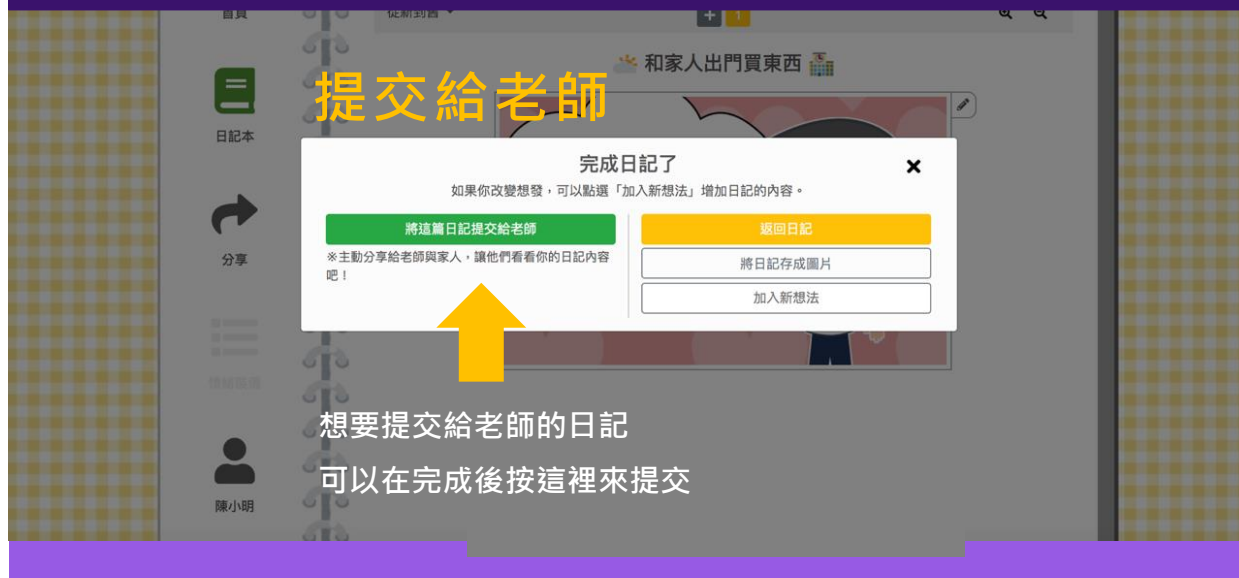 首頁
從新到舊
1
和家人出門買東西
提交給老師
日記本
完成日記了
如果你改變想發，可以點選「加入新想法」增加日記的內容。
將這篇日記提交給老師
※主動分享給老師與家人，讓他們看看你的日記內容
吧！
返回日記
將日記存成圖片
加入新想法
分享
想要提交給老師的日記
可以在完成後按這裡來提交
陳小明